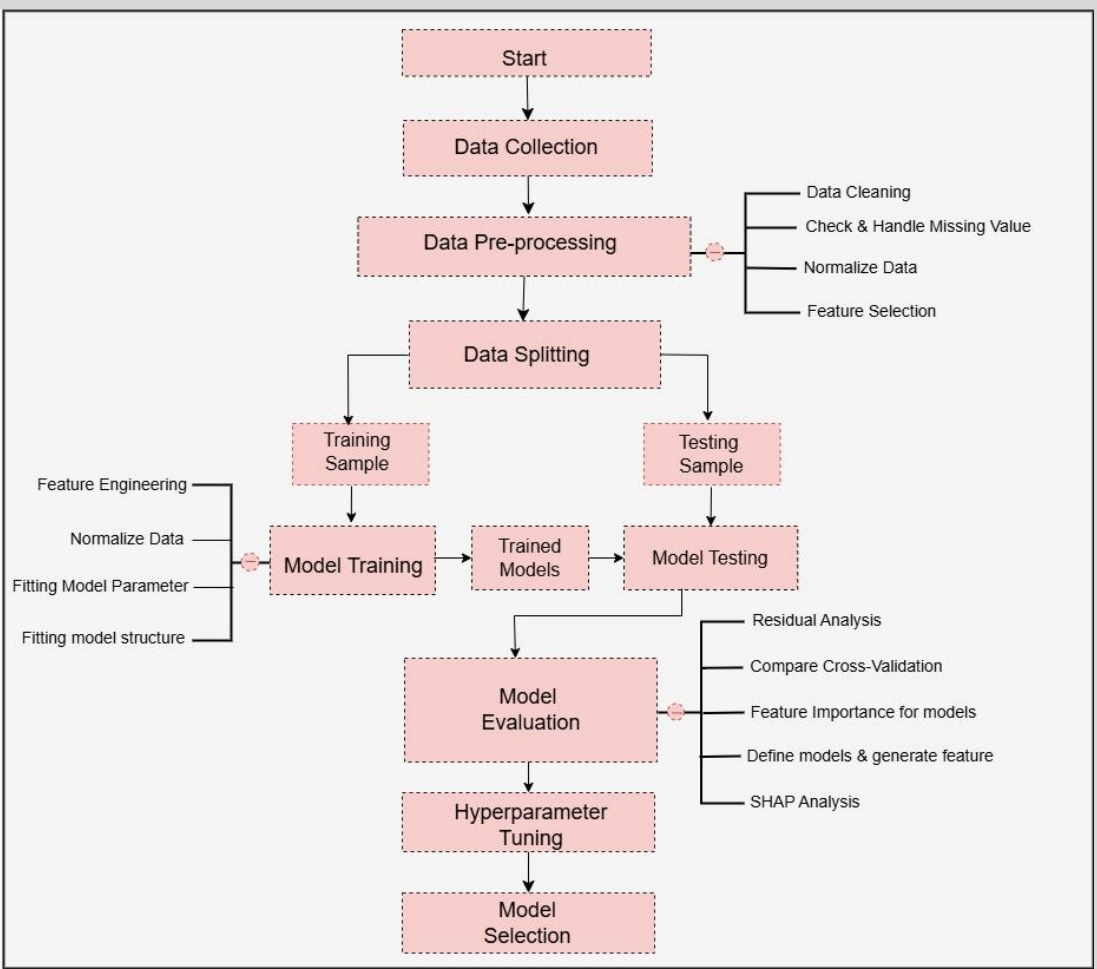 Start
Data Collection
Data Pre-processing
Data Cleaning
Check & Handle Missing Value
Normalize Data
Feature Selection
Data Splitting
Training
Sample
Testing
Sample
Feature Engineering
Normalize Data
Fitting Model Parameter
Fitting model structure
Model Training
Trained
Models
Model Testing
Model
Evaluation
Residual Analysis
Compare Cross-Validation
Feature Importance for models
Define models & generate feature
SHAP Analysis
Hyperparameter
Tuning
Model
Selection